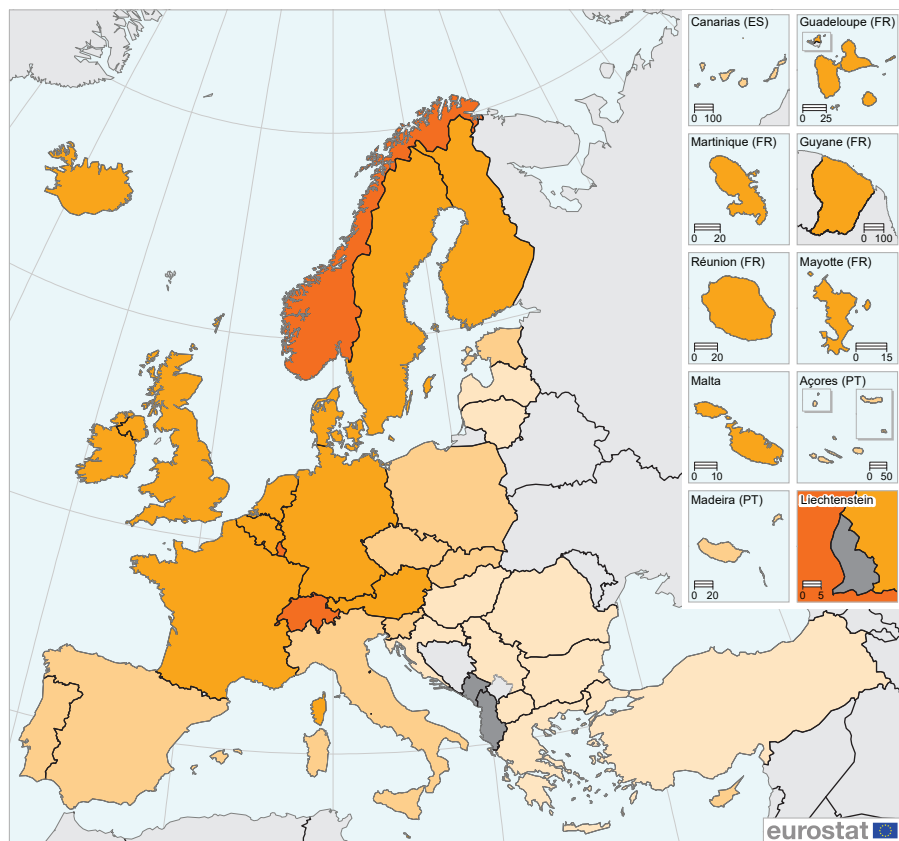 Canarias (ES)
0 100
Guadeloupe (FR)
0 25
Martinique (FR)
0 20
Guyane (FR)
0 100
Réunion (FR)
0 20
Mayotte (FR)
0 15
Malta
0 10
Açores (PT)
0 50
Madeira (PT)
0 20
Liechtenstein
0 5
eurostat